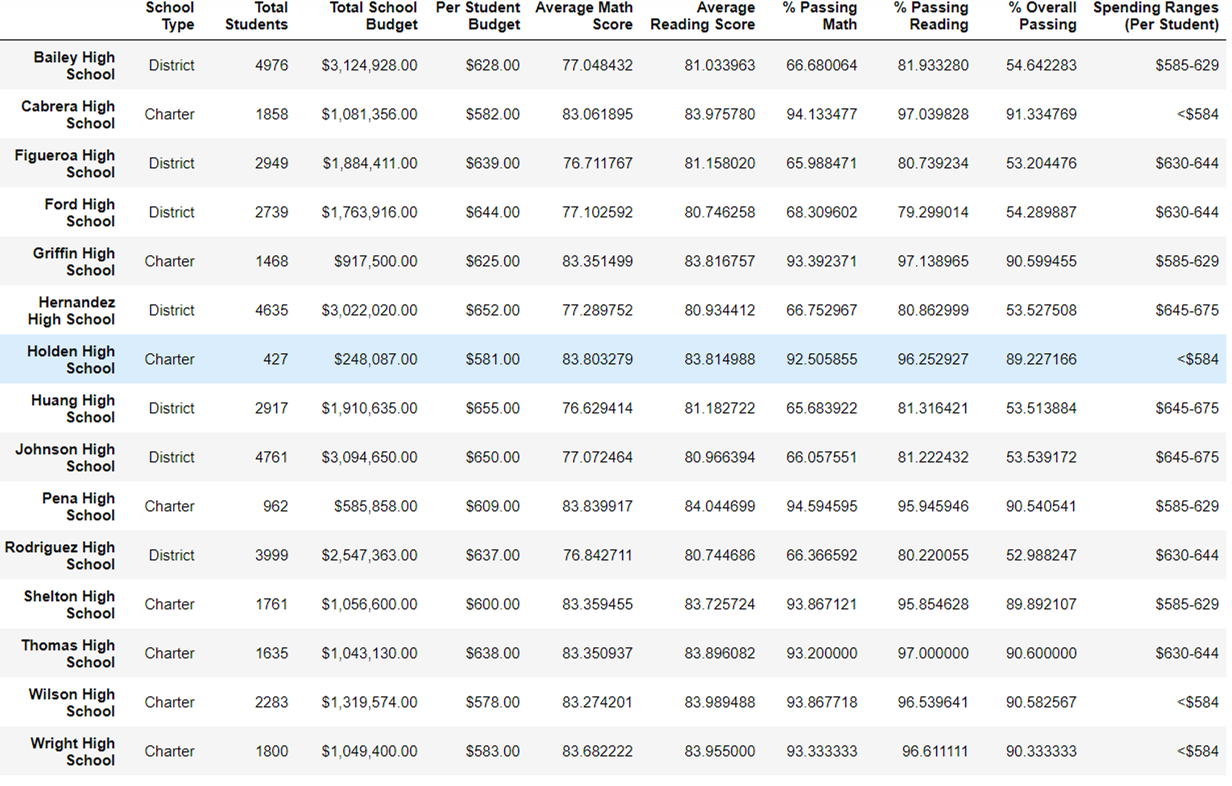 School Total Total School Per Student Average Math Average % Passing % Passing % Overall Spending Ranges
Type Students Budget Budget Score Reading Score Math Reading Passing (Per Student)
Bailey High
School District 4976 $3,124,928.00 $628.00 77.048432 81.033963 66.680064 81.933280 54.642283 $585-629
Cabrera High
School Charter 1858 $1,081,356.00 $582.00 83.061895 83.975780 94.133477 97.039828 91.334769 <$584
Figueroa High
School District 2949 $1,884,411.00 $639.00 76.711767 81.158020 65.988471 80.739234 53.204476 $630-644
Ford High
School District 2739 $1,763,916.00 $644.00 77.102592 80.746258 68.309602 79.299014 54.289887 $630-644
Griffin High
School Charter 1468 $917,500.00 $625.00 83.351499 83.816757 93.392371 97.138965 90.599455 $585-629
Hernandez
High School District 4635 $3,022,020.00 $652.00 77.289752 80.934412 66.752967 80.862999 53.527508 $645-675
Holden High
School Charter 427 $248,087.00 $581.00 83.803279 83.814988 92.505855 96.252927 89.227166 <$584
Huang High
School District 2917 $1,910,635.00 $655.00 76.629414 81.182722 65.683922 81.316421 53.513884 $645-675
Johnson High
School District 4761 $3,094,650.00 $650.00 77.072464 80.966394 66.057551 81.222432 53.539172 $645-675
Pena High
School Charter 962 $585,858.00 $609.00 83.839917 84.044699 94.594595 95.945946 90.540541 $585-629
Rodriguez High
School District 3999 $2,547,363.00 $637.00 76.842711 80.744686 66.366592 80.220055 52.988247 $630-644
Shelton High
School Charter 1761 $1,056,600.00 $600.00 83.359455 83.725724 93.867121 95.854628 89.892107 $585-629
Thomas High
School Charter 1635 $1,043,130.00 $638.00 83.350937 83.896082 93.200000 97.000000 90.600000 $630-644
Wilson High
School Charter 2283 $1,319,574.00 $578.00 83.274201 83.989488 93.867718 96.539641 90.582567 <$584
Wright High
School Charter 1800 $1,049,400.00 $583.00 83.682222 83.955000 93.333333 96.611111 90.333333 <$584